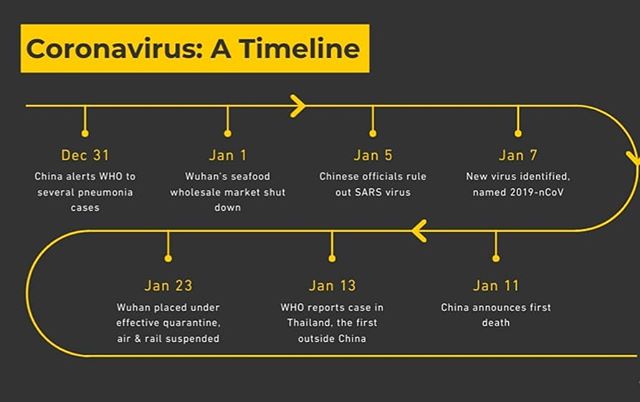 Coronavirus: A Timeline
Dec 31
China alerts WHO to
several pneumonia
cases
Jan 1
Wuhan's seafood
wholesale market shut
down
Jan 5
Chinese officials rule
out SARS virus
Jan 7
New virus identified,
named 2019-nCoV
Jan 11
China announces first
death
Jan 13
WHO reports case in
Thailand, the first
outside China
Jan 23
Wuhan placed under
effective quarantine,
air & rail suspended